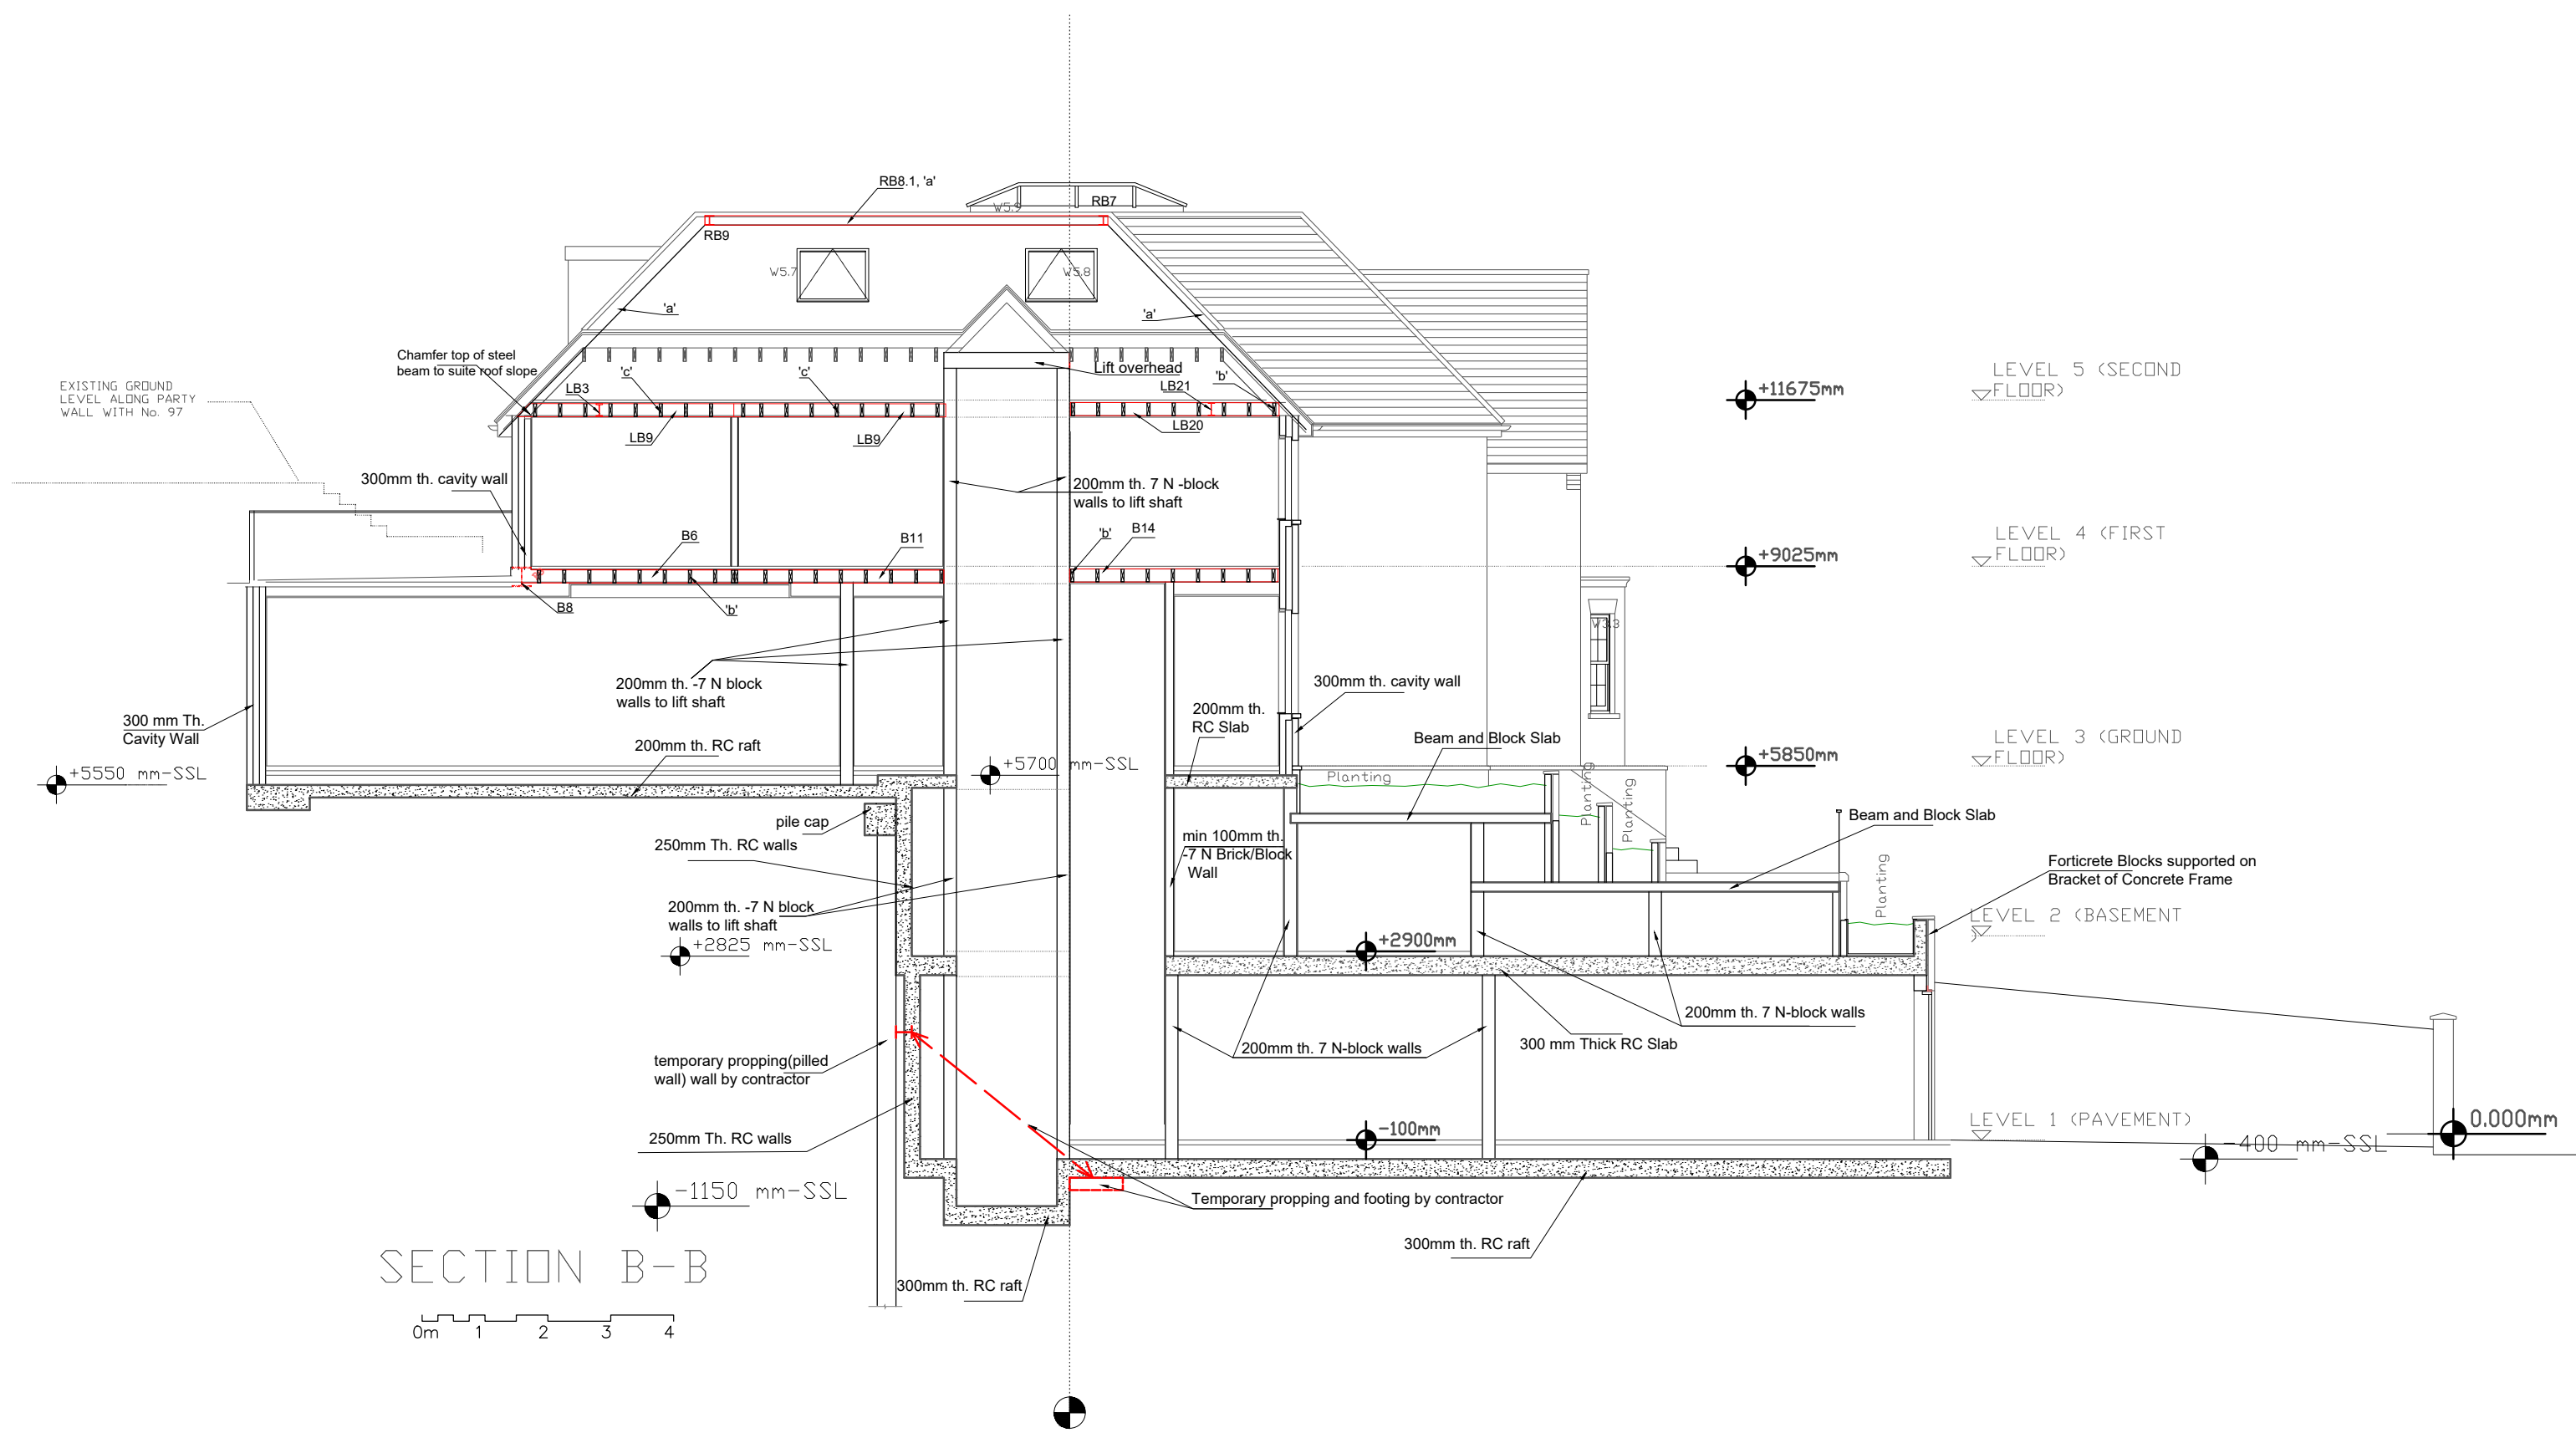 RB8.1, 'a'
W5.9
RB7
RB9
W5.7
W5.8
'a'
'a'
Chamfer top of steel
beam to suite roof slope
EXISTING GROUND
LEVEL ALONG PARTY
WALL WITH No. 97
LB3
'c'
'c'
Lift overhead
LB21
'b'
LEVEL 5 (SECOND
FLOOR)
+11675mm
LB9
LB9
LB20
300mm th. cavity wall
200mm th. 7 N -block
walls to lift shaft
B6
B11
'b'
B14
LEVEL 4 (FIRST
FLOOR)
+9025mm
B8
'b'
W3.3
200mm th. -7 N block
walls to lift shaft
300mm th. cavity wall
300 mm Th.
Cavity Wall
200mm th.
RC Slab
200mm th. RC raft
Beam and Block Slab
LEVEL 3 (GROUND
FLOOR)
+5850mm
+5550 mm-SSL
+5700 mm-SSL
Planting
Planting
Planting
pile cap
Beam and Block Slab
250mm Th. RC walls
min 100mm th.
-7 N Brick/Block
Wall
Planting
Forticrete Blocks supported on
Bracket of Concrete Frame
200mm th. -7 N block
walls to lift shaft
LEVEL 2 (BASEMENT
)
+2825 mm-SSL
+2900mm
200mm th. 7 N-block walls
300 mm Thick RC Slab
200mm th. 7 N-block walls
temporary propping(pilled
wall) wall by contractor
LEVEL 1 (PAVEMENT)
0.000mm
-100mm
250mm Th. RC walls
-400 mm-SSL
-1150 mm-SSL
Temporary propping and footing by contractor
300mm th. RC raft
SECTION B-B
300mm th. RC raft
0m 1 2 3 4